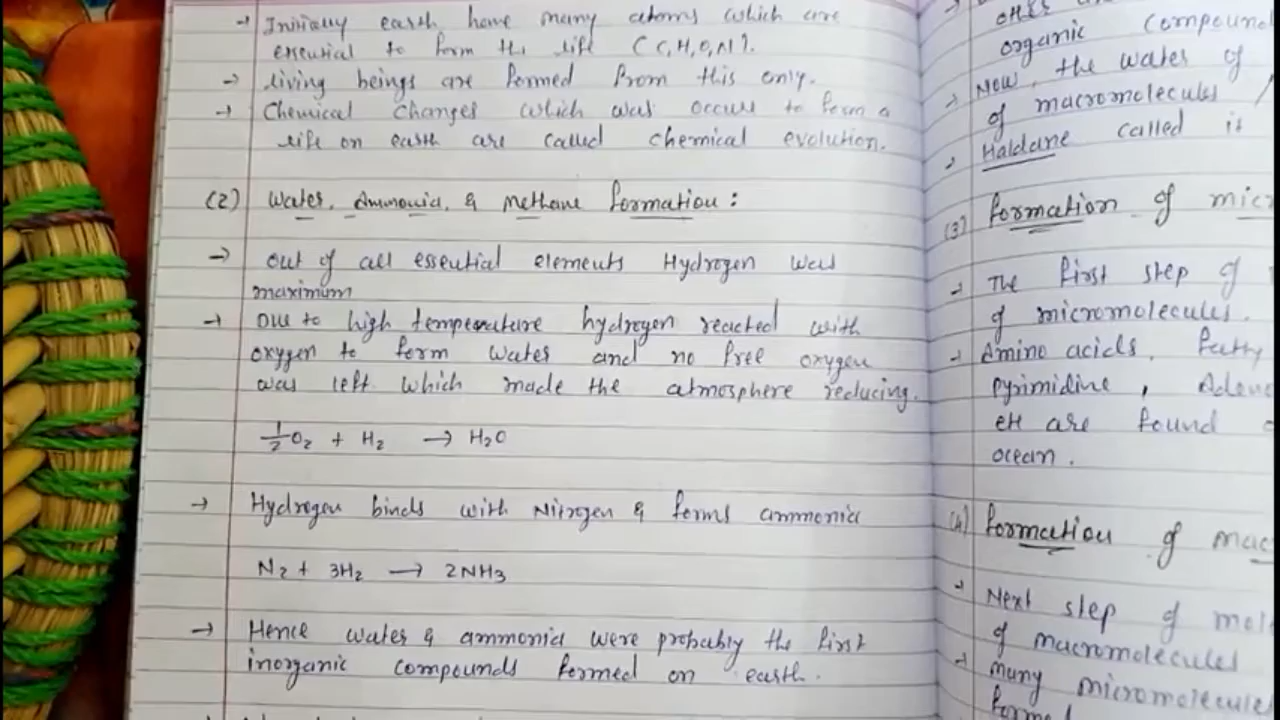 → Initially earth have many atoms which are
essential to form the life (C,H,O,N).
→ living beings are formed from this only.
→ Chemical changes which was occure to form a
life on earth are called chemical evolution.
(2) Water, Ammonia, & Methane formation:
→ out of all essential elements Hydrogen was
maximum
→ Due to high temperature hydrogen reacted with
oxygen to form water and no free oxygen
was left which made the atmosphere reducing.
½O₂ + H₂ → H₂O
→ Hydrogen binds with Nitrogen & forms ammonia
N₂ + 3H₂ → 2NH₃
→ Hence water & ammonia were probably the first
inorganic compounds formed on earth.
organic compound
→ Now, the water of
of macromolecules
→ Haldane called it
(3) formation of mic
→ The first step of
of micromolecules.
→ Amino acids, fatty
pyrimidine, Aden
etc are found
ocean.
(4) formation of mac
→ Next step of mol
of macromolecules
→ many micromolecule
formed